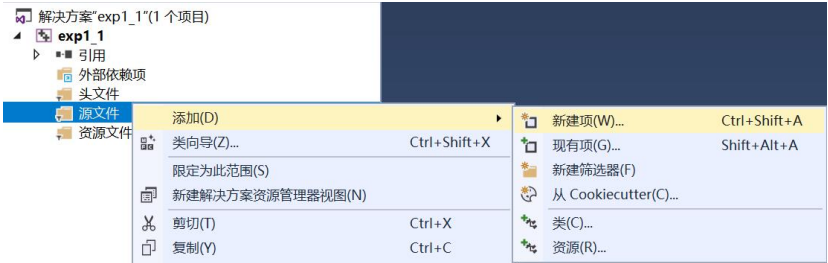 解决方案"exp1_1"(1 个项目)
exp1_1
引用
外部依赖项
头文件
源文件
资源文件
添加(D)
类向导(Z)... Ctrl+Shift+X
限定为此范围(S)
新建解决方案资源管理器视图(N)
剪切(T) Ctrl+X
复制(Y) Ctrl+C
新建项(W)... Ctrl+Shift+A
现有项(G)... Shift+Alt+A
新建筛选器(F)
从 Cookiecutter(C)...
类(C)...
资源(R)...